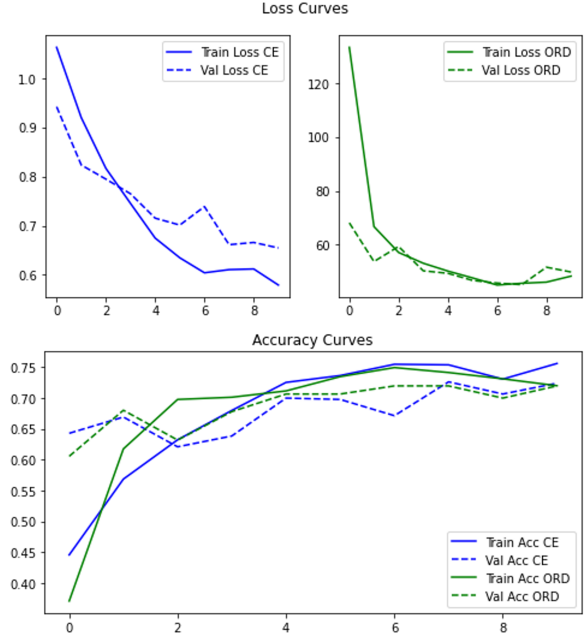 Loss Curves
Train Loss CE
Val Loss CE
1.0
0.9
0.8
0.7
0.6
0 2 4 6 8
Train Loss ORD
Val Loss ORD
120
100
80
60
0 2 4 6 8
Accuracy Curves
0.75
0.70
0.65
0.60
0.55
0.50
0.45
0.40
Train Acc CE
Val Acc CE
Train Acc ORD
Val Acc ORD
0 2 4 6 8